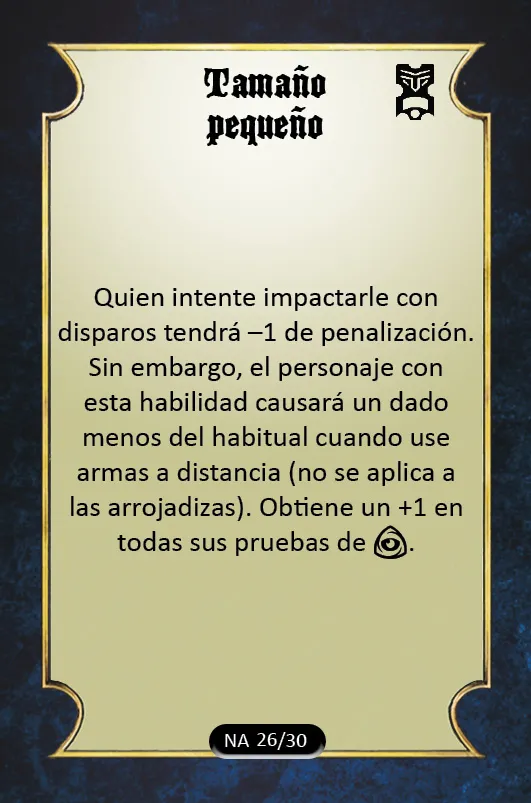 Tamaño
pequeño
Quien intente impactarle con
disparos tendrá –1 de penalización.
Sin embargo, el personaje con
esta habilidad causará un dado
menos del habitual cuando use
armas a distancia (no se aplica a
las arrojadizas). Obtiene un +1 en
todas sus pruebas de .
NA 26/30